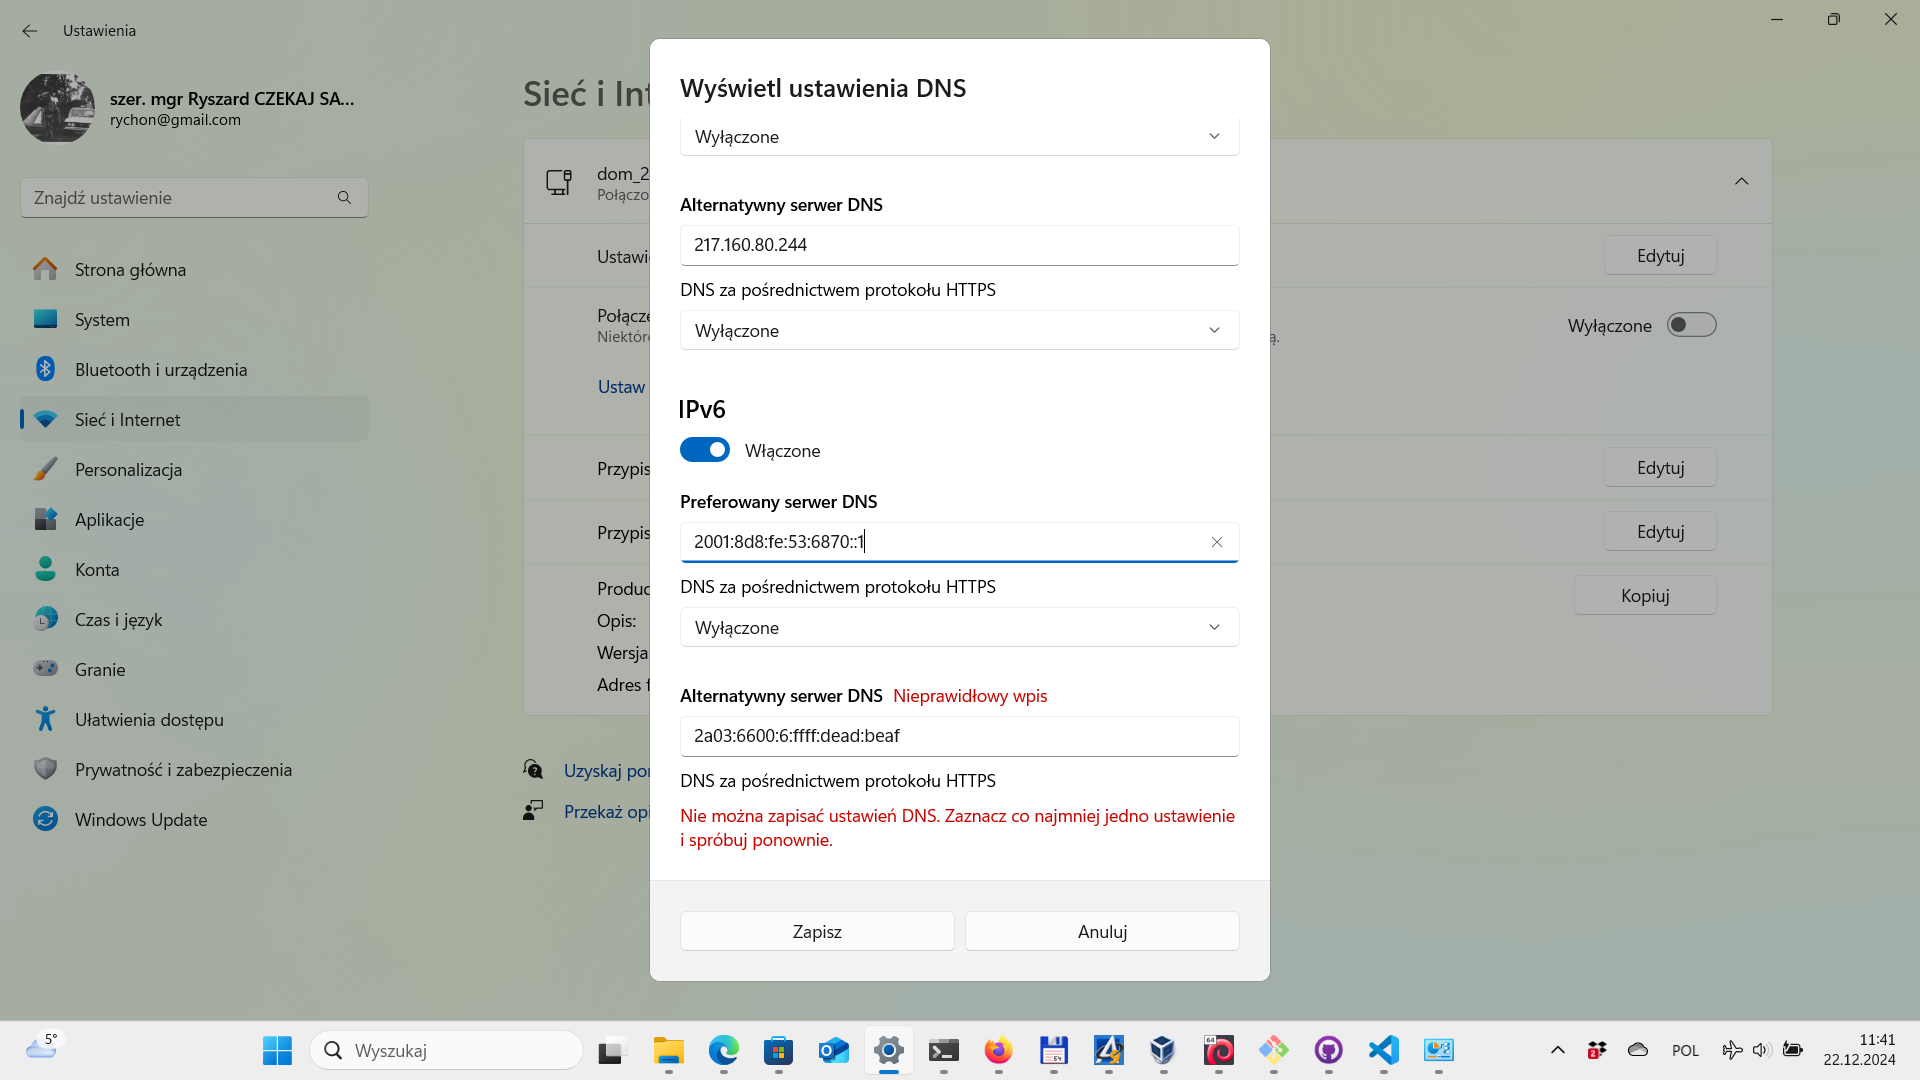 Ustawienia
szer. mgr Ryszard CZEKAJ SA...
rychon@gmail.com
Znajdź ustawienie
Strona główna
System
Bluetooth i urządzenia
Sieć i Internet
Personalizacja
Aplikacje
Konta
Czas i język
Granie
Ułatwienia dostępu
Prywatność i zabezpieczenia
Windows Update
Sieć i Int
dom_2
Połączo
Ustawi
Edytuj
Połącze
Niektór
ą.
Wyłączone
Ustaw
Przypis
Edytuj
Przypis
Edytuj
Produc
Kopiuj
Opis:
Wersja
Adres f
Uzyskaj po
Przekaż opi
Wyświetl ustawienia DNS
Wyłączone
Alternatywny serwer DNS
217.160.80.244
DNS za pośrednictwem protokołu HTTPS
Wyłączone
IPv6
Włączone
Preferowany serwer DNS
2001:8d8:fe:53:6870::1
DNS za pośrednictwem protokołu HTTPS
Wyłączone
Alternatywny serwer DNS Nieprawidłowy wpis
2a03:6600:6:ffff:dead:beaf
DNS za pośrednictwem protokołu HTTPS
Nie można zapisać ustawień DNS. Zaznacz co najmniej jedno ustawienie
i spróbuj ponownie.
Zapisz
Anuluj
5°
Wyszukaj
64
64
2
POL
11:41
22.12.2024